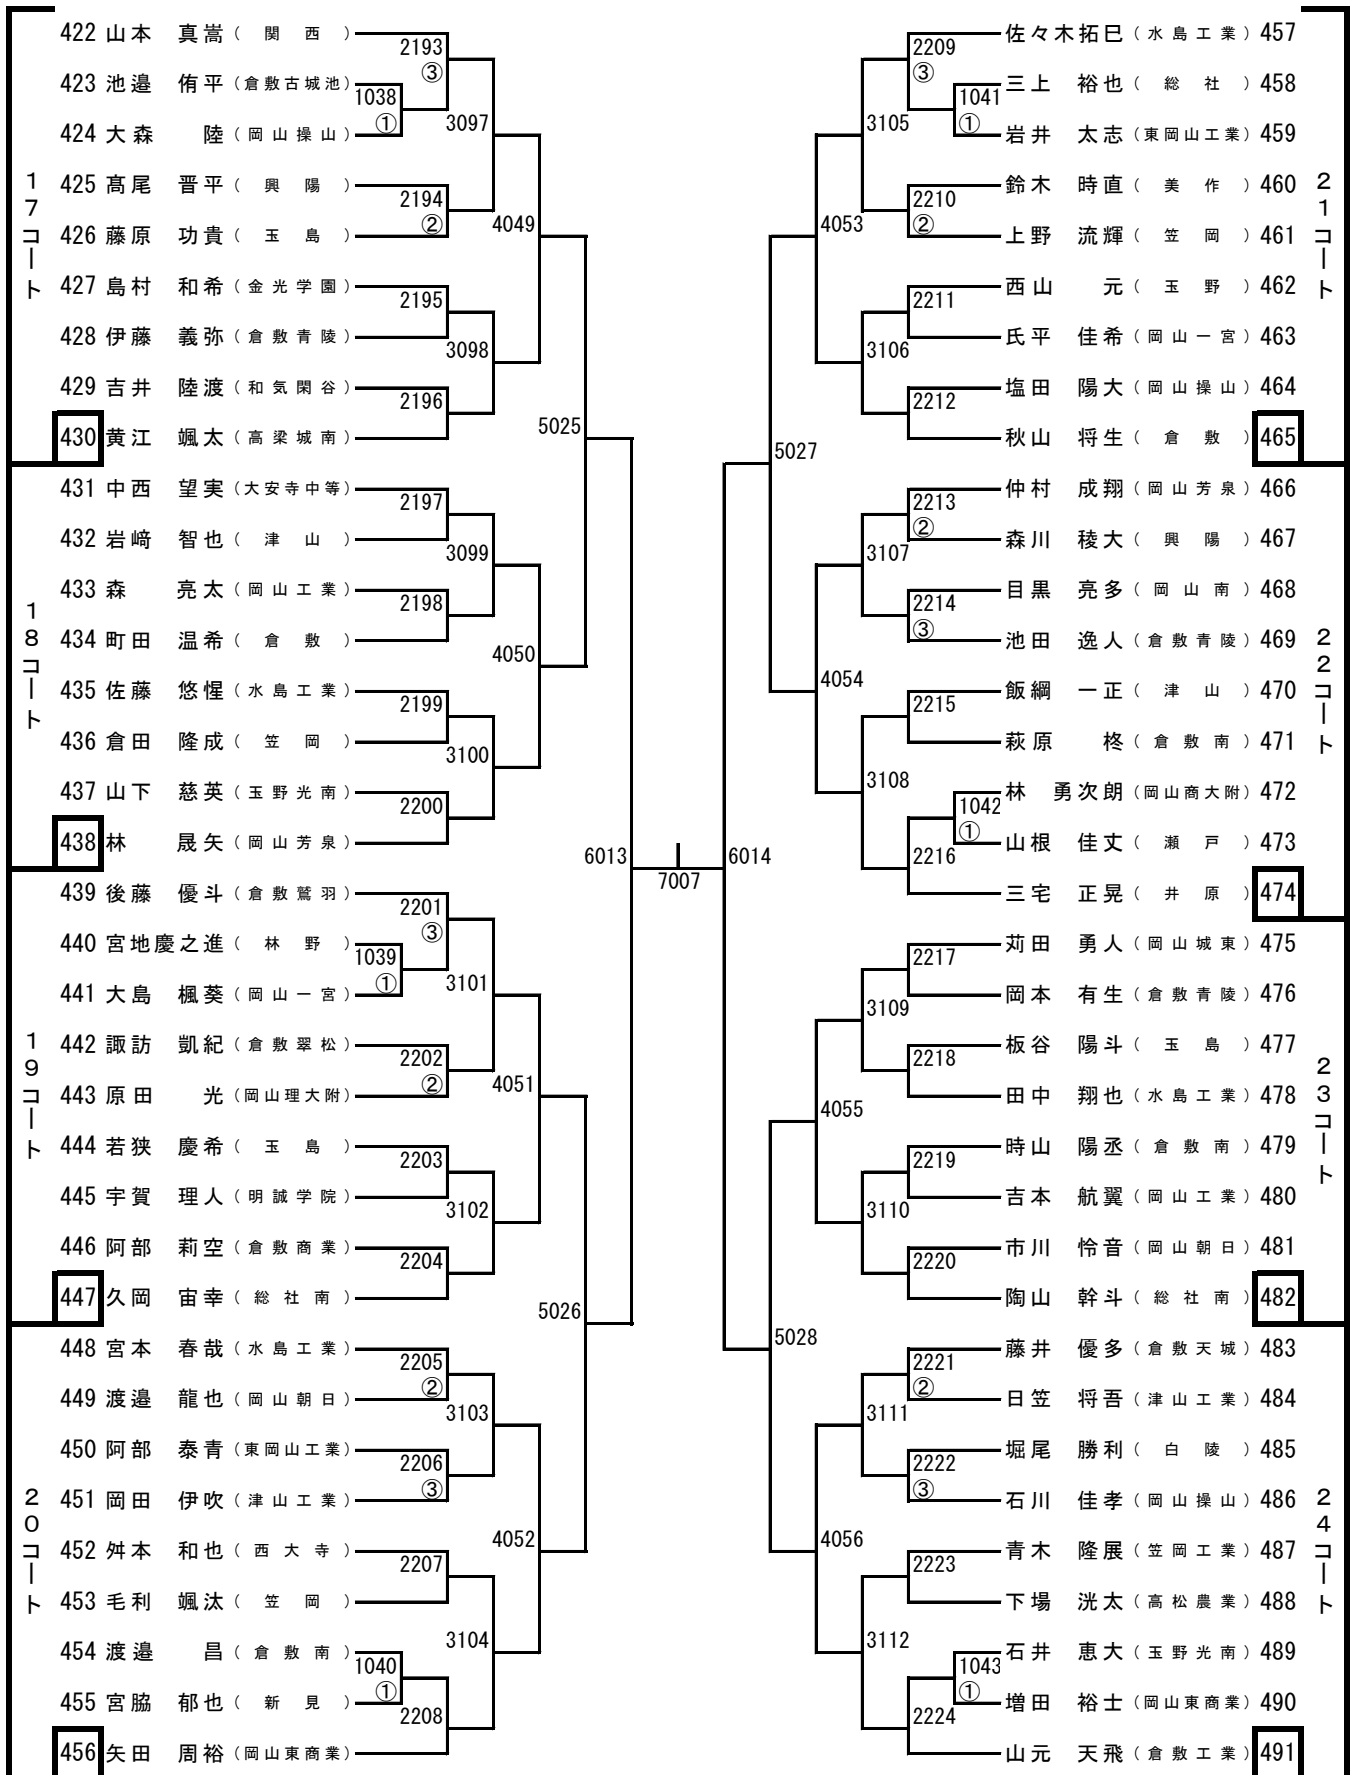 17コート
422 山本 真嵩 (関西)
423 池邉 侑平 (倉敷古城池)
424 大森 陸 (岡山操山)
425 髙尾 晋平 (興陽)
426 藤原 功貴 (玉島)
427 島村 和希 (金光学園)
428 伊藤 義弥 (倉敷青陵)
429 吉井 陸渡 (和気閑谷)
430 黄江 颯太 (高梁城南)
18コート
431 中西 望実 (大安寺中等)
432 岩﨑 智也 (津山)
433 森 亮太 (岡山工業)
434 町田 温希 (倉敷)
435 佐藤 悠惺 (水島工業)
436 倉田 隆成 (笠岡)
437 山下 慈英 (玉野光南)
438 林 晟矢 (岡山芳泉)
19コート
439 後藤 優斗 (倉敷鷲羽)
440 宮地慶之進 (林野)
441 大島 楓葵 (岡山一宮)
442 諏訪 凱紀 (倉敷翠松)
443 原田 光 (岡山理大附)
444 若狭 慶希 (玉島)
445 宇賀 理人 (明誠学院)
446 阿部 莉空 (倉敷商業)
447 久岡 宙幸 (総社南)
20コート
448 宮本 春哉 (水島工業)
449 渡邉 龍也 (岡山朝日)
450 阿部 泰青 (東岡山工業)
451 岡田 伊吹 (津山工業)
452 舛本 和也 (西大寺)
453 毛利 颯汰 (笠岡)
454 渡邉 昌 (倉敷南)
455 宮脇 郁也 (新見)
456 矢田 周裕 (岡山東商業)
1038 ①
1039 ①
1040 ①
2193 ③
2194 ②
2195
2196
2197
2198
2199
2200
2201 ③
2202 ②
2203
2204
2205 ②
2206 ③
2207
2208
3097
3098
3099
3100
3101
3102
3103
3104
4049
4050
4051
4052
5025
5026
6013
7007
6014
5027
5028
4053
4054
4055
4056
3105
3106
3107
3108
3109
3110
3111
3112
2209 ③
2210 ②
2211
2212
2213 ②
2214 ③
2215
2216
2217
2218
2219
2220
2221 ②
2222 ③
2223
2224
1041 ①
1042 ①
1043 ①
21コート
佐々木拓巳 (水島工業) 457
三上 裕也 (総社) 458
岩井 太志 (東岡山工業) 459
鈴木 時直 (美作) 460
上野 流輝 (笠岡) 461
西山 元 (玉野) 462
氏平 佳希 (岡山一宮) 463
塩田 陽大 (岡山操山) 464
秋山 将生 (倉敷) 465
22コート
仲村 成翔 (岡山芳泉) 466
森川 稜大 (興陽) 467
目黒 亮多 (岡山南) 468
池田 逸人 (倉敷青陵) 469
飯綱 一正 (津山) 470
萩原 柊 (倉敷南) 471
林 勇次朗 (岡山商大附) 472
山根 佳丈 (瀬戸) 473
三宅 正晃 (井原) 474
23コート
苅田 勇人 (岡山城東) 475
岡本 有生 (倉敷青陵) 476
板谷 陽斗 (玉島) 477
田中 翔也 (水島工業) 478
時山 陽丞 (倉敷南) 479
吉本 航翼 (岡山工業) 480
市川 怜音 (岡山朝日) 481
陶山 幹斗 (総社南) 482
24コート
藤井 優多 (倉敷天城) 483
日笠 将吾 (津山工業) 484
堀尾 勝利 (白陵) 485
石川 佳孝 (岡山操山) 486
青木 隆展 (笠岡工業) 487
下場 洸太 (高松農業) 488
石井 恵大 (玉野光南) 489
増田 裕士 (岡山東商業) 490
山元 天飛 (倉敷工業) 491